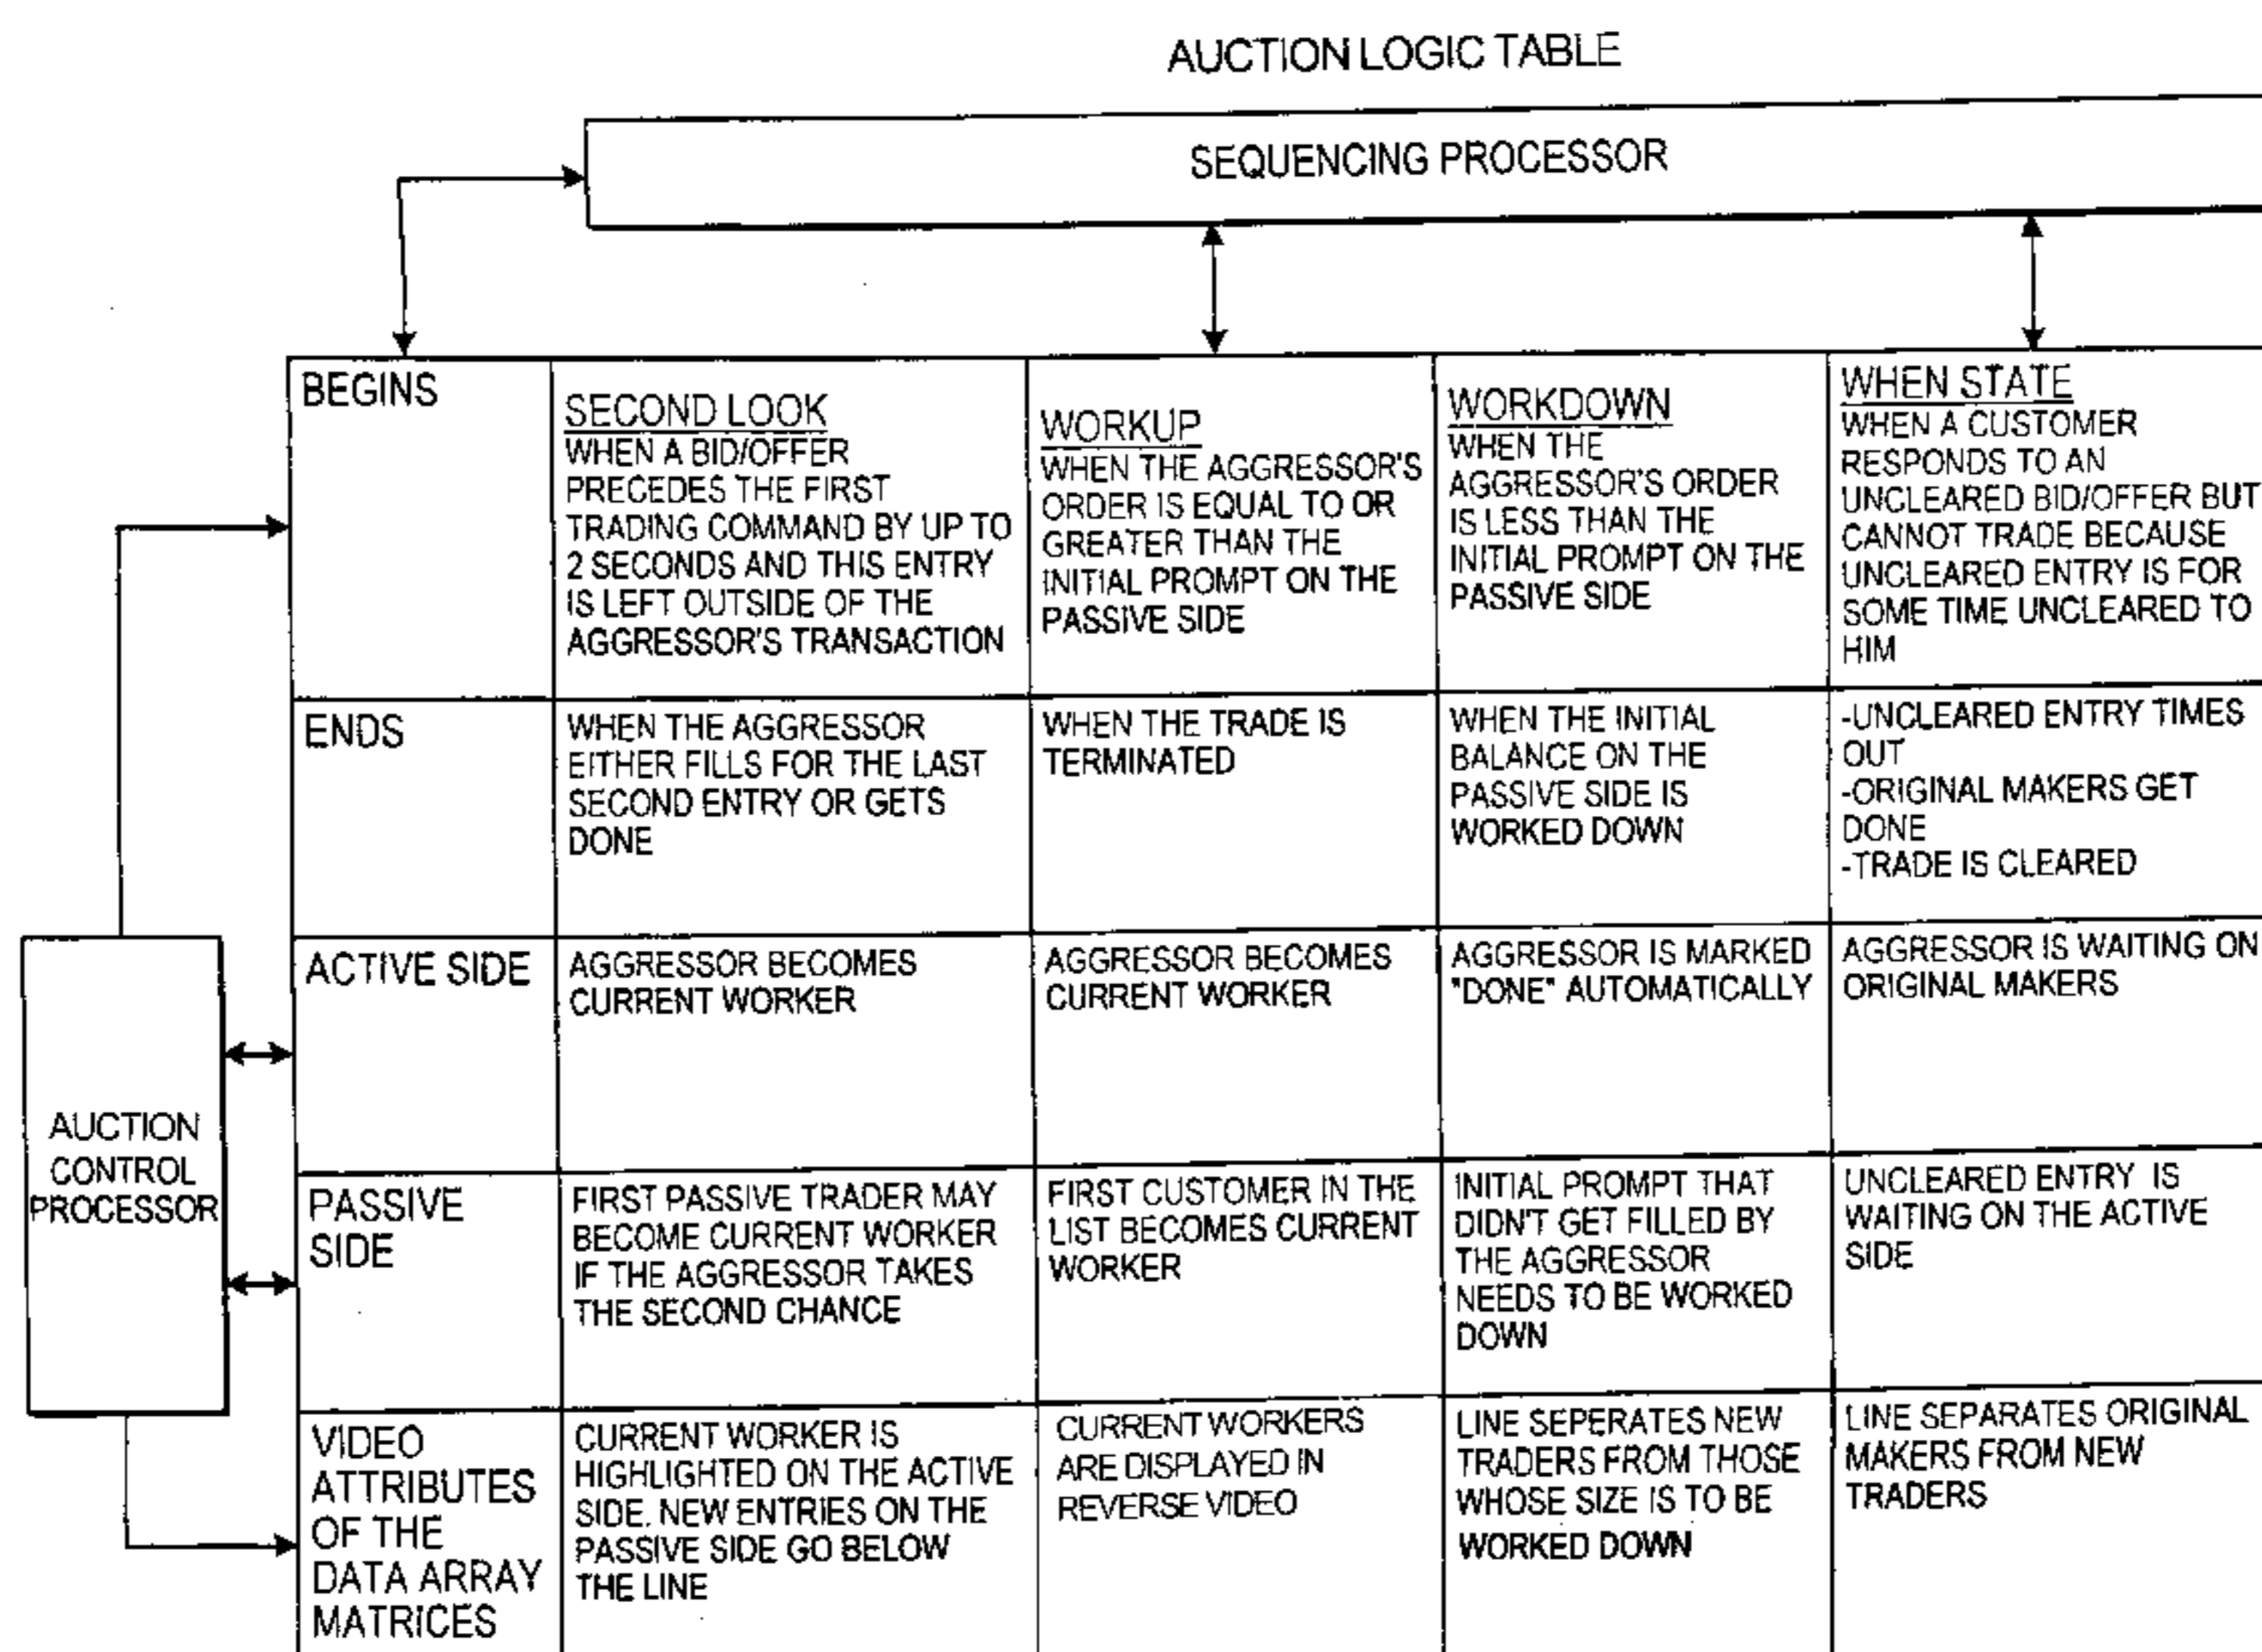 AUCTION LOGIC TABLE
SEQUENCING PROCESSOR
BEGINS
SECOND LOOK
WHEN A BID/OFFER
PRECEDES THE FIRST
TRADING COMMAND BY UP TO
2 SECONDS AND THIS ENTRY
IS LEFT OUTSIDE OF THE
AGGRESSOR'S TRANSACTION
WORKUP
WHEN THE AGGRESSOR'S
ORDER IS EQUAL TO OR
GREATER THAN THE
INITIAL PROMPT ON THE
PASSIVE SIDE
WORKDOWN
WHEN THE
AGGRESSOR'S ORDER
IS LESS THAN THE
INITIAL PROMPT ON THE
PASSIVE SIDE
WHEN STATE
WHEN A CUSTOMER
RESPONDS TO AN
UNCLEARED BID/OFFER BUT
CANNOT TRADE BECAUSE
UNCLEARED ENTRY IS FOR
SOME TIME UNCLEARED TO
HIM
ENDS
WHEN THE AGGRESSOR
EITHER FILLS FOR THE LAST
SECOND ENTRY OR GETS
DONE
WHEN THE TRADE IS
TERMINATED
WHEN THE INITIAL
BALANCE ON THE
PASSIVE SIDE IS
WORKED DOWN
-UNCLEARED ENTRY TIMES
OUT
-ORIGINAL MAKERS GET
DONE
-TRADE IS CLEARED
ACTIVE SIDE
AGGRESSOR BECOMES
CURRENT WORKER
AGGRESSOR BECOMES
CURRENT WORKER
AGGRESSOR IS MARKED
"DONE" AUTOMATICALLY
AGGRESSOR IS WAITING ON
ORIGINAL MAKERS
AUCTION
CONTROL
PROCESSOR
PASSIVE
SIDE
FIRST PASSIVE TRADER MAY
BECOME CURRENT WORKER
IF THE AGGRESSOR TAKES
THE SECOND CHANCE
FIRST CUSTOMER IN THE
LIST BECOMES CURRENT
WORKER
INITIAL PROMPT THAT
DIDN'T GET FILLED BY
THE AGGRESSOR
NEEDS TO BE WORKED
DOWN
UNCLEARED ENTRY IS
WAITING ON THE ACTIVE
SIDE
VIDEO
ATTRIBUTES
OF THE
DATA ARRAY
MATRICES
CURRENT WORKER IS
HIGHLIGHTED ON THE ACTIVE
SIDE. NEW ENTRIES ON THE
PASSIVE SIDE GO BELOW
THE LINE
CURRENT WORKERS
ARE DISPLAYED IN
REVERSE VIDEO
LINE SEPERATES NEW
TRADERS FROM THOSE
WHOSE SIZE IS TO BE
WORKED DOWN
LINE SEPARATES ORIGINAL
MAKERS FROM NEW
TRADERS